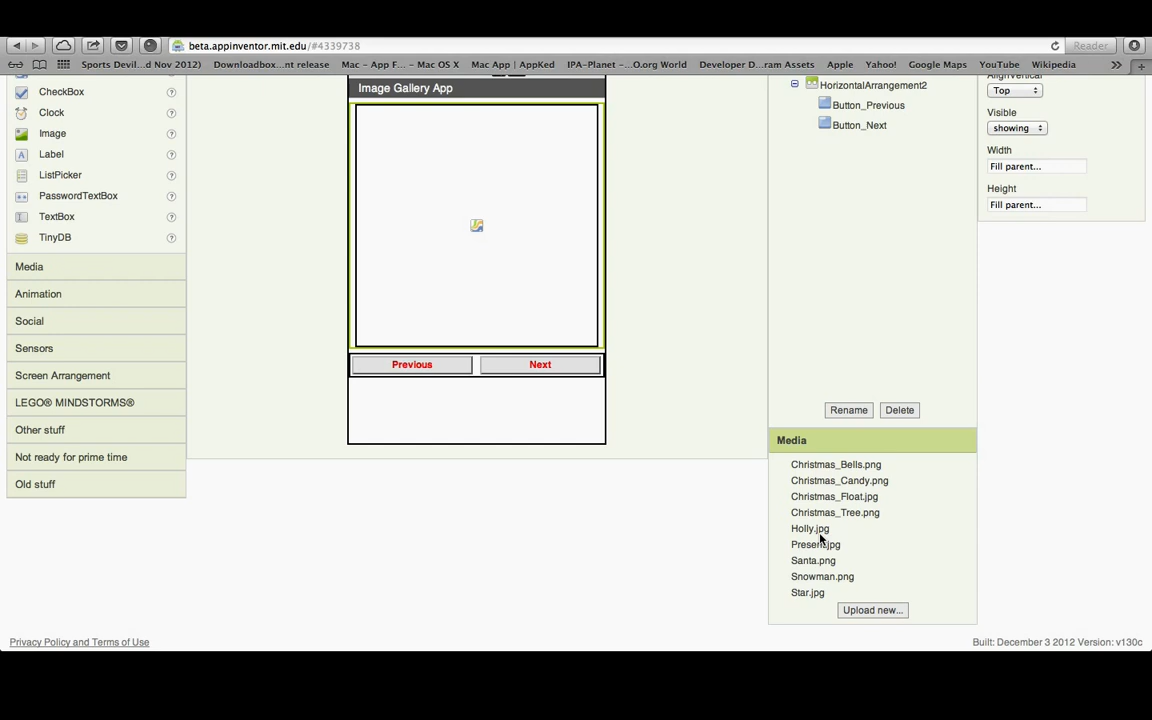 beta.appinventor.mit.edu/#4339738
Reader
Sports Devil...d Nov 2012)
Downloadbox...nt release
Mac – App F... – Mac OS X
Mac App | AppKed
IPA-Planet –...O.org World
Developer D...ram Assets
Apple
Yahoo!
Google Maps
YouTube
Wikipedia
CheckBox
Clock
Image
Label
ListPicker
PasswordTextBox
TextBox
TinyDB
Media
Animation
Social
Sensors
Screen Arrangement
LEGO® MINDSTORMS®
Other stuff
Not ready for prime time
Old stuff
Image Gallery App
Previous
Next
HorizontalArrangement2
Button_Previous
Button_Next
Rename
Delete
Media
Christmas_Bells.png
Christmas_Candy.png
Christmas_Float.jpg
Christmas_Tree.png
Holly.jpg
Present.jpg
Santa.png
Snowman.png
Star.jpg
Upload new...
AlignVertical
Top
Visible
showing
Width
Fill parent...
Height
Fill parent...
Privacy Policy and Terms of Use
Built: December 3 2012 Version: v130c